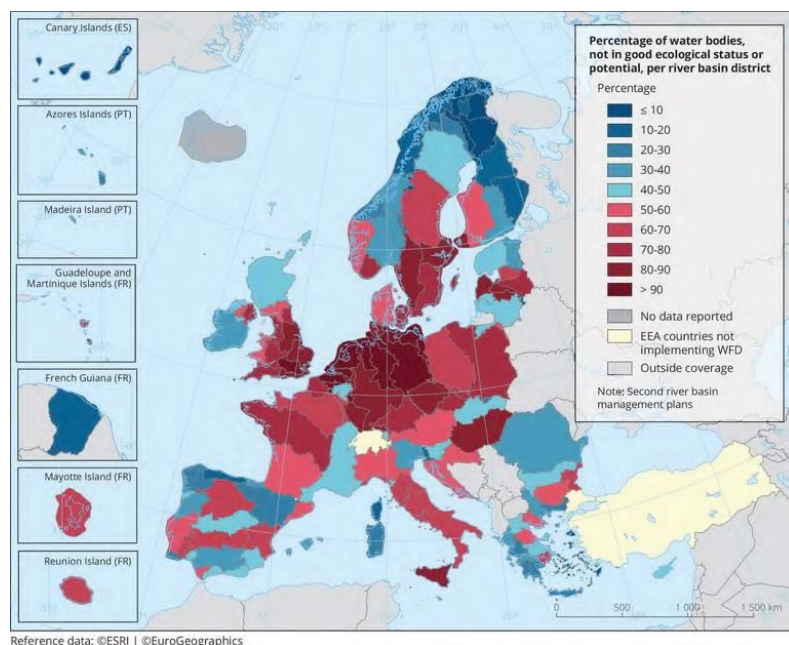 Canary Islands (ES)
Azores Islands (PT)
Madeira Island (PT)
Guadeloupe and
Martinique Islands (FR)
French Guiana (FR)
Mayotte Island (FR)
Reunion Island (FR)
Percentage of water bodies,
not in good ecological status or
potential, per river basin district
Percentage
≤ 10
10-20
20-30
30-40
40-50
50-60
60-70
70-80
80-90
> 90
No data reported
EEA countries not
implementing WFD
Outside coverage
Note: Second river basin
management plans
0 500 1 000 1 500 km
Reference data: ©ESRI | ©EuroGeographics